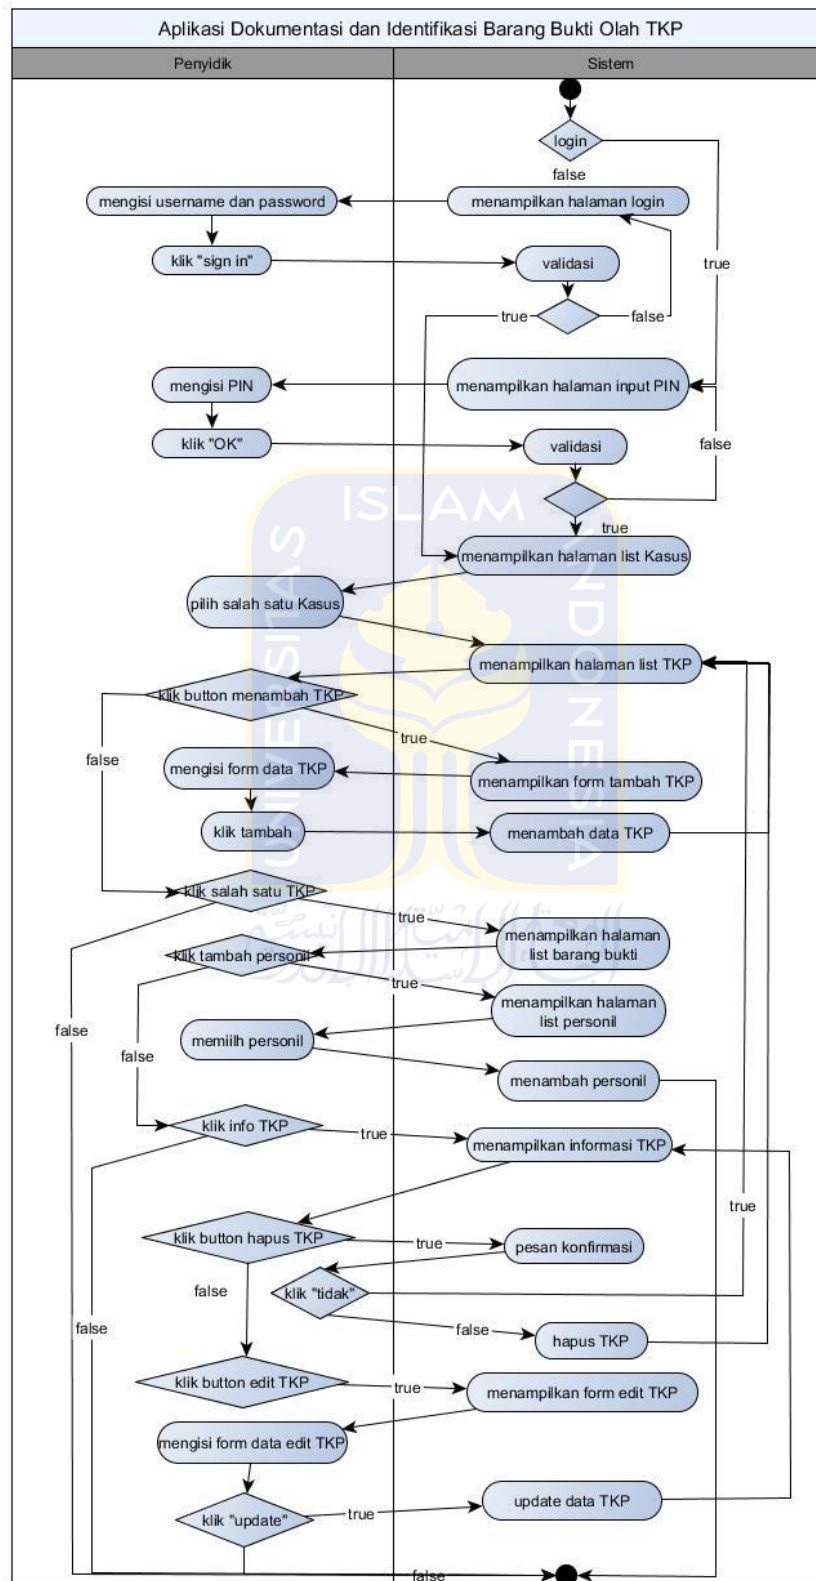 Aplikasi Dokumentasi dan Identifikasi Barang Bukti Olah TKP
Penyidik
Sistem
login
false
mengisi username dan password
menampilkan halaman login
klik "sign in"
validasi
true
true
false
mengisi PIN
menampilkan halaman input PIN
klik "OK"
validasi
false
ISLAM
true
menampilkan halaman list Kasus
pilih salah satu Kasus
UNIVERSITAS
INDONESIA
menampilkan halaman list TKP
klik button menambah TKP
true
false
mengisi form data TKP
menampilkan form tambah TKP
klik tambah
menambah data TKP
klik salah satu TKP
true
menampilkan halaman
list barang bukti
klik tambah personil
true
menampilkan halaman
list personil
false
false
memiilh personil
menambah personil
klik info TKP
true
menampilkan informasi TKP
true
klik button hapus TKP
true
pesan konfirmasi
false
klik "tidak"
false
false
hapus TKP
klik button edit TKP
true
menampilkan form edit TKP
mengisi form data edit TKP
update data TKP
klik "update"
true
false